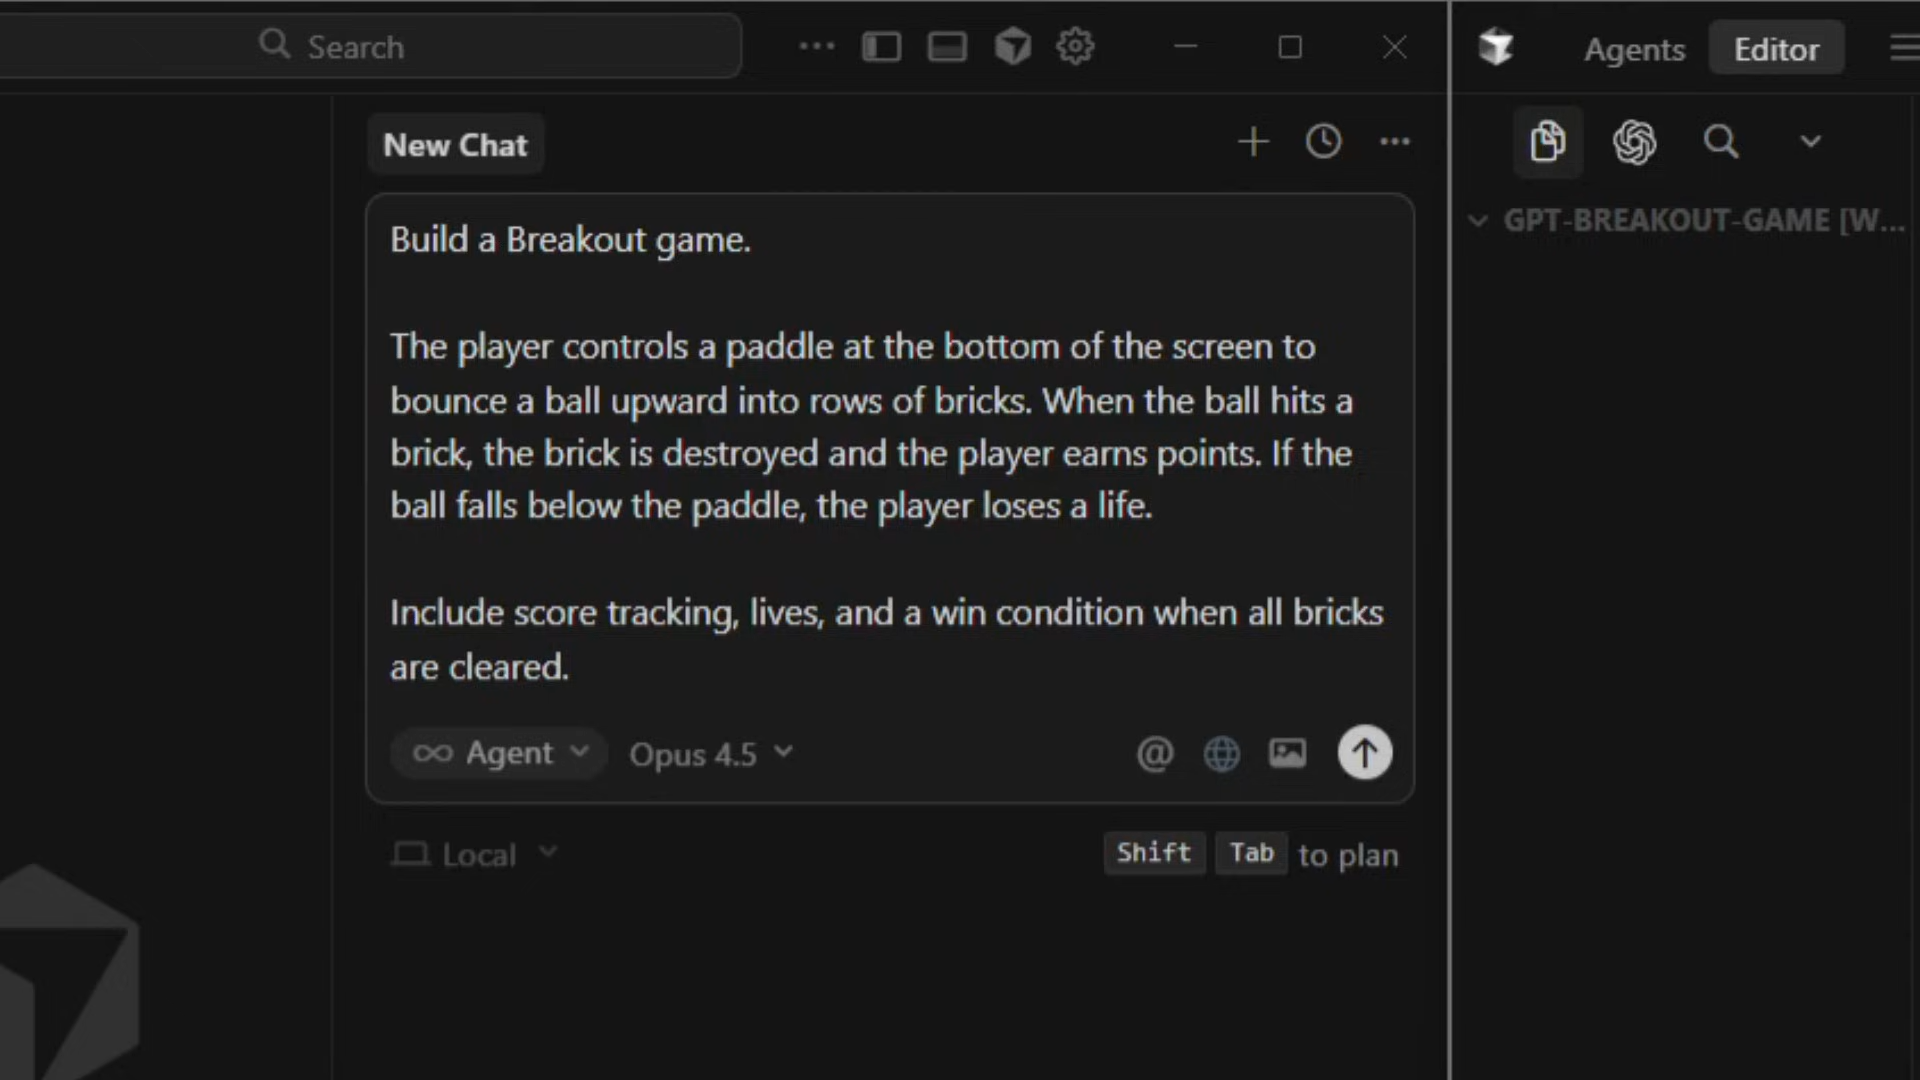 Search
Agents
Editor
New Chat
GPT-BREAKOUT-GAME [W...
Build a Breakout game.
The player controls a paddle at the bottom of the screen to
bounce a ball upward into rows of bricks. When the ball hits a
brick, the brick is destroyed and the player earns points. If the
ball falls below the paddle, the player loses a life.
Include score tracking, lives, and a win condition when all bricks
are cleared.
Agent
Opus 4.5
@
Local
Shift Tab to plan